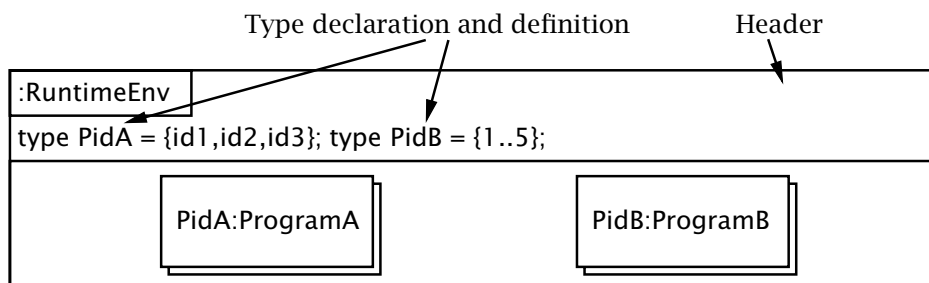 Type declaration and definition Header
:RuntimeEnv
type PidA = {id1,id2,id3}; type PidB = {1..5};
PidA:ProgramA PidB:ProgramB